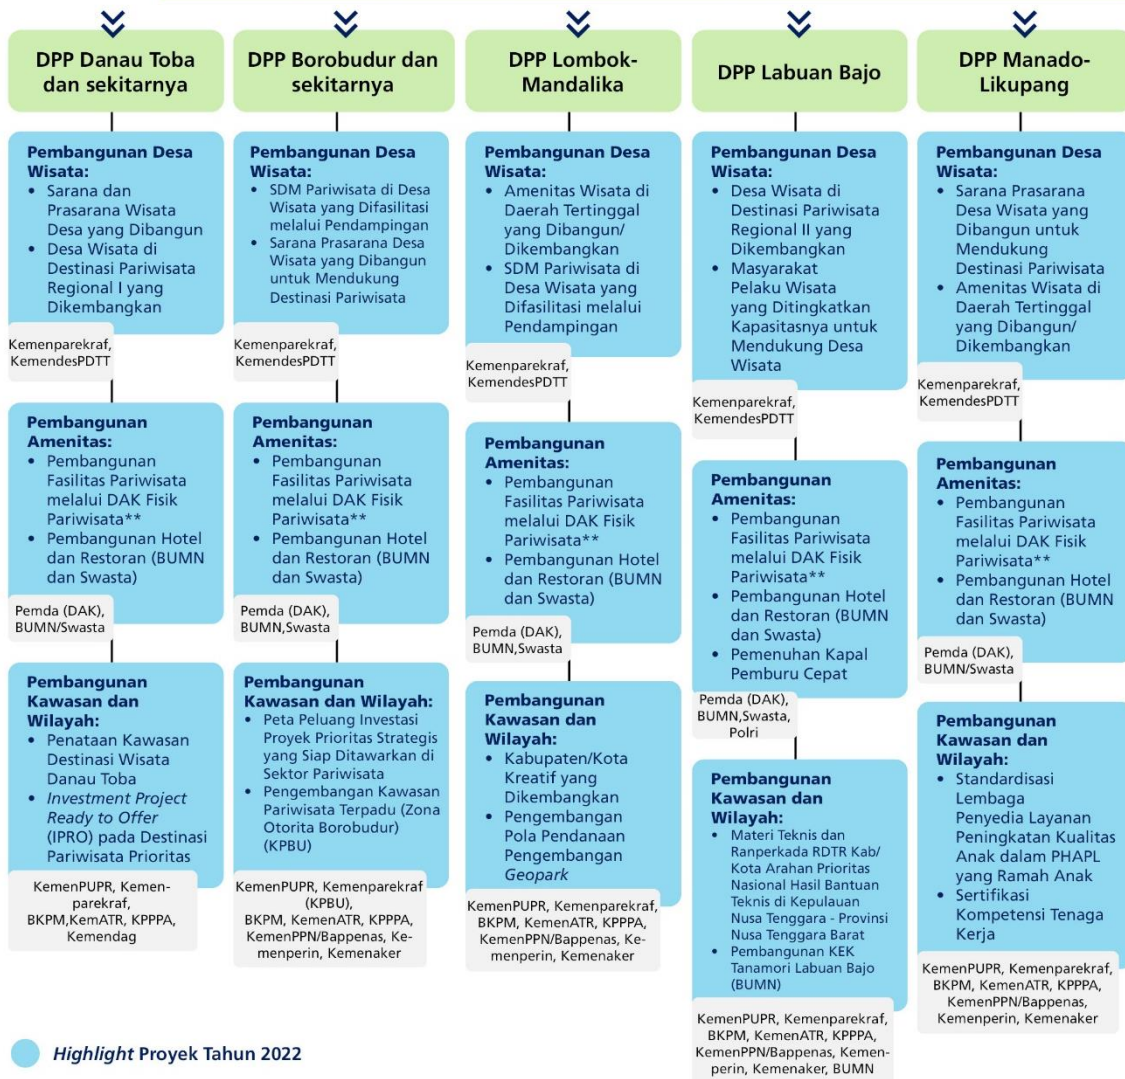 DPP Danau Toba
dan sekitarnya
Pembangunan Desa
Wisata:
• Sarana dan
Prasarana Wisata
Desa yang Dibangun
• Desa Wisata di
Destinasi Pariwisata
Regional I yang
Dikembangkan
Kemenparekraf,
KemendesPDTT
Pembangunan
Amenitas:
• Pembangunan
Fasilitas Pariwisata
melalui DAK Fisik
Pariwisata**
• Pembangunan Hotel
dan Restoran (BUMN
dan Swasta)
Pemda (DAK),
BUMN/Swasta
Pembangunan
Kawasan dan
Wilayah:
• Penataan Kawasan
Destinasi Wisata
Danau Toba
• Investment Project
Ready to Offer
(IPRO) pada Destinasi
Pariwisata Prioritas
KemenPUPR, Kemen-
parekraf,
BKPM,KemATR, KPPPA,
Kemendag
DPP Borobudur dan
sekitarnya
Pembangunan Desa
Wisata:
• SDM Pariwisata di Desa
Wisata yang Difasilitasi
melalui Pendampingan
• Sarana Prasarana Desa
Wisata yang Dibangun
untuk Mendukung
Destinasi Pariwisata
Kemenparekraf,
KemendesPDTT
Pembangunan
Amenitas:
• Pembangunan
Fasilitas Pariwisata
melalui DAK Fisik
Pariwisata**
• Pembangunan Hotel
dan Restoran (BUMN
dan Swasta)
Pemda (DAK),
BUMN,Swasta
Pembangunan
Kawasan dan Wilayah:
• Peta Peluang Investasi
Proyek Prioritas Strategis
yang Siap Ditawarkan di
Sektor Pariwisata
• Pengembangan Kawasan
Pariwisata Terpadu (Zona
Otorita Borobudur)
(KPBU)
KemenPUPR, Kemenparekraf
(KPBU),
BKPM, KemenATR, KPPPA,
KemenPPN/Bappenas, Ke-
menperin, Kemenaker
DPP Lombok-
Mandalika
Pembangunan Desa
Wisata:
• Amenitas Wisata di
Daerah Tertinggal
yang Dibangun/
Dikembangkan
• SDM Pariwisata di
Desa Wisata yang
Difasilitasi melalui
Pendampingan
Kemenparekraf,
KemendesPDTT
Pembangunan
Amenitas:
• Pembangunan
Fasilitas Pariwisata
melalui DAK Fisik
Pariwisata**
• Pembangunan Hotel
dan Restoran (BUMN
dan Swasta)
Pemda (DAK),
BUMN,Swasta
Pembangunan
Kawasan dan
Wilayah:
• Kabupaten/Kota
Kreatif yang
Dikembangkan
• Pengembangan
Pola Pendanaan
Pengembangan
Geopark
KemenPUPR, Kemenparekraf,
BKPM, KemenATR, KPPPA,
KemenPPN/Bappenas, Ke-
menperin, Kemenaker
DPP Labuan Bajo
Pembangunan Desa
Wisata:
• Desa Wisata di
Destinasi Pariwisata
Regional II yang
Dikembangkan
• Masyarakat
Pelaku Wisata
yang Ditingkatkan
Kapasitasnya untuk
Mendukung Desa
Wisata
Kemenparekraf,
KemendesPDTT
Pembangunan
Amenitas:
• Pembangunan
Fasilitas Pariwisata
melalui DAK Fisik
Pariwisata**
• Pembangunan Hotel
dan Restoran (BUMN
dan Swasta)
• Pemenuhan Kapal
Pemburu Cepat
Pemda (DAK),
BUMN,Swasta,
Polri
Pembangunan
Kawasan dan
Wilayah:
• Materi Teknis dan
Ranperkada RDTR Kab/
Kota Arahan Prioritas
Nasional Hasil Bantuan
Teknis di Kepulauan
Nusa Tenggara - Provinsi
Nusa Tenggara Barat
• Pembangunan KEK
Tanamori Labuan Bajo
(BUMN)
KemenPUPR, Kemenparekraf,
BKPM, KemenATR, KPPPA,
KemenPPN/Bappenas, Kemen-
perin, Kemenaker, BUMN
DPP Manado-
Likupang
Pembangunan Desa
Wisata:
• Sarana Prasarana
Desa Wisata yang
Dibangun untuk
Mendukung
Destinasi Pariwisata
• Amenitas Wisata di
Daerah Tertinggal
yang Dibangun/
Dikembangkan
Kemenparekraf,
KemendesPDTT
Pembangunan
Amenitas:
• Pembangunan
Fasilitas Pariwisata
melalui DAK Fisik
Pariwisata**
• Pembangunan Hotel
dan Restoran (BUMN
dan Swasta)
Pemda (DAK),
BUMN/Swasta
Pembangunan
Kawasan dan
Wilayah:
• Standardisasi
Lembaga
Penyedia Layanan
Peningkatan Kualitas
Anak dalam PHAPL
yang Ramah Anak
• Sertifikasi
Kompetensi Tenaga
Kerja
KemenPUPR, Kemenparekraf,
BKPM, KemenATR, KPPPA,
KemenPPN/Bappenas,
Kemenperin, Kemenaker
Highlight Proyek Tahun 2022